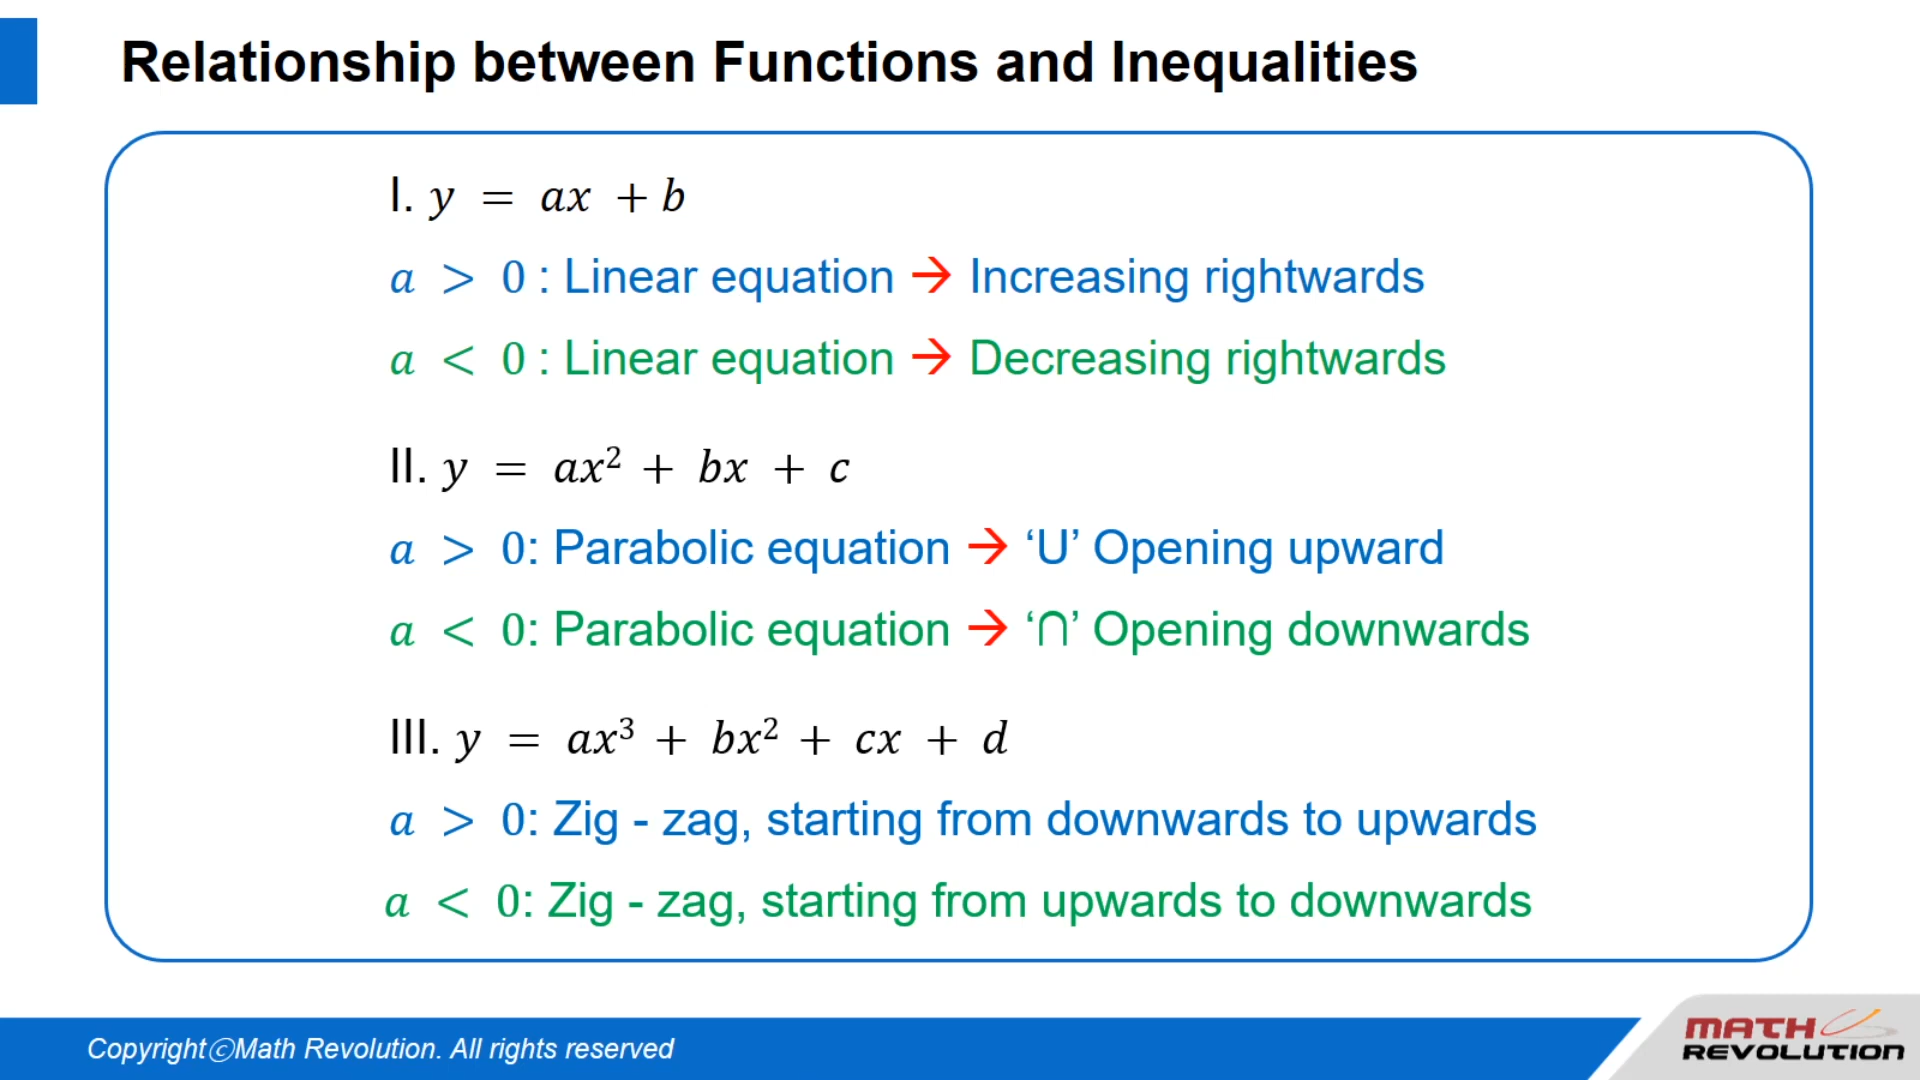 Relationship between Functions and Inequalities
I. y = ax + b
a > 0 : Linear equation → Increasing rightwards
a < 0 : Linear equation → Decreasing rightwards
II. y = ax² + bx + c
a > 0: Parabolic equation → ‘U’ Opening upward
a < 0: Parabolic equation → ‘∩’ Opening downwards
III. y = ax³ + bx² + cx + d
a > 0: Zig - zag, starting from downwards to upwards
a < 0: Zig - zag, starting from upwards to downwards
CopyrightⓒMath Revolution. All rights reserved
MATH
REVOLUTION